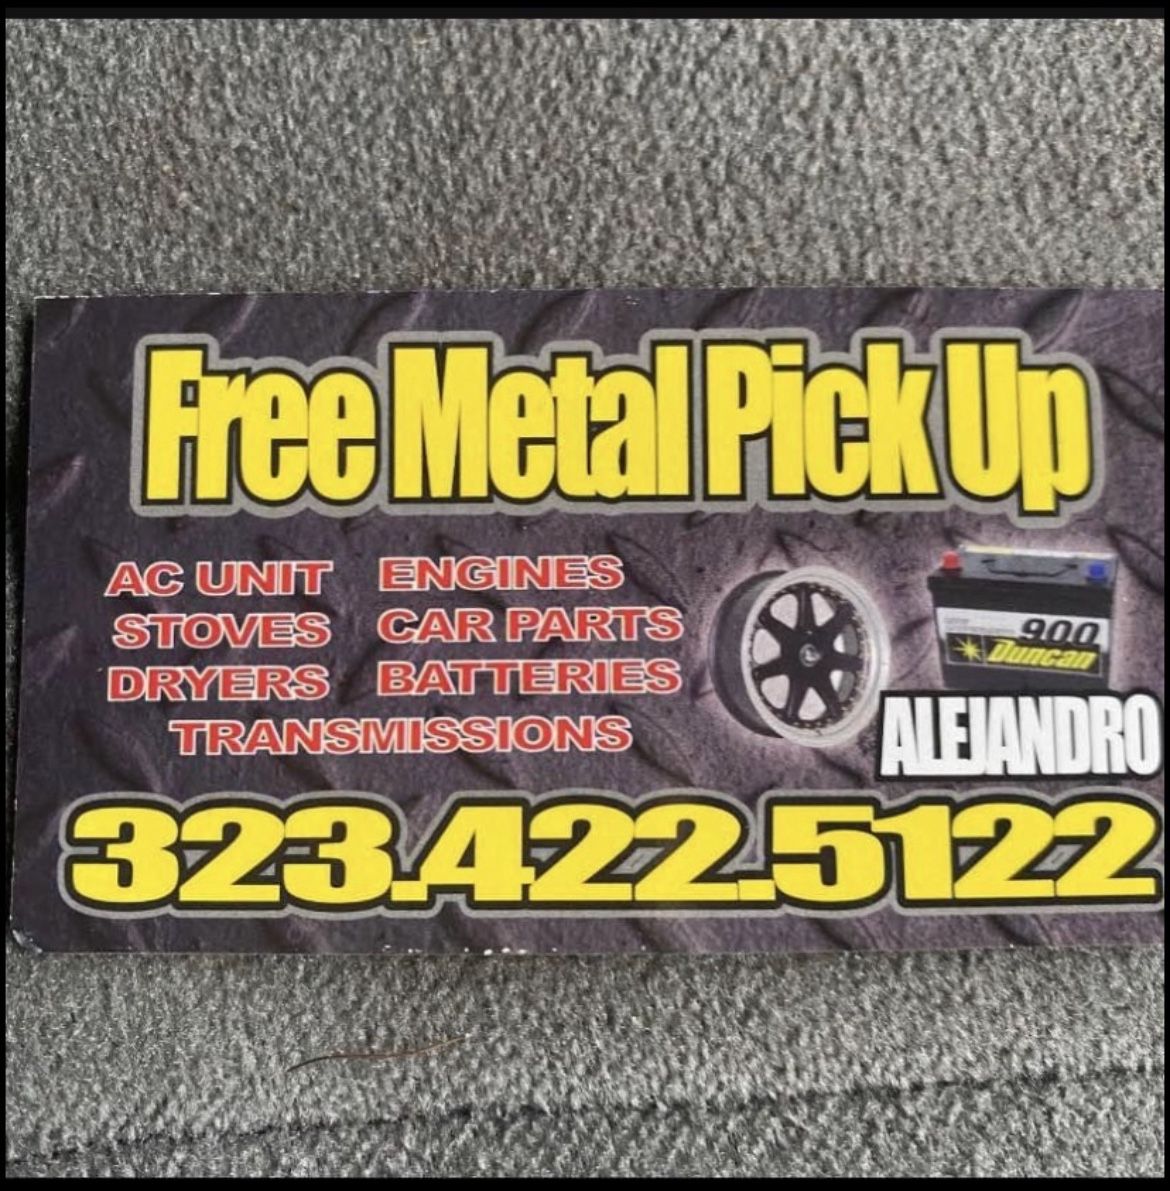 Free Metal Pick Up
AC UNIT ENGINES
STOVES CAR PARTS
DRYERS BATTERIES
TRANSMISSIONS
900
Duncan
ALEJANDRO
323.422.5122